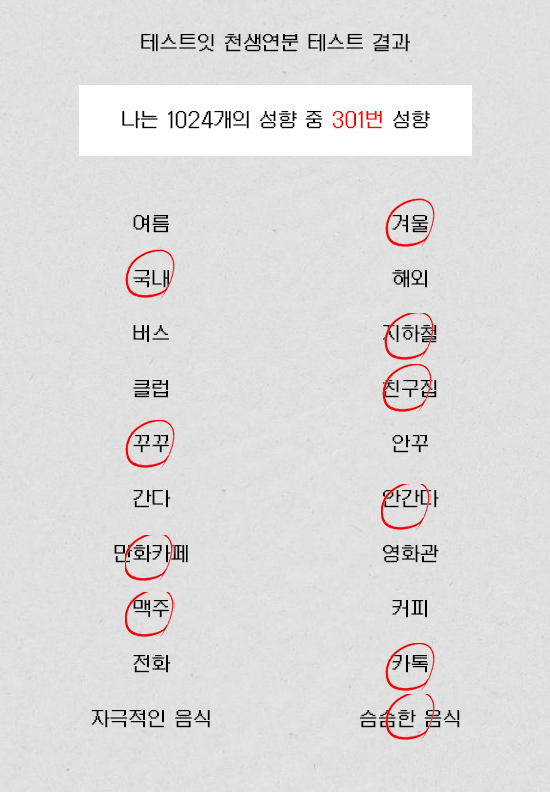 테스트잇 천생연분 테스트 결과
나는 1024개의 성향 중 301번 성향
여름 겨울
국내 해외
버스 지하철
클럽 친구집
꾸꾸 안꾸
간다 안간다
만화카페 영화관
맥주 커피
전화 카톡
자극적인 음식 슴슴한 음식